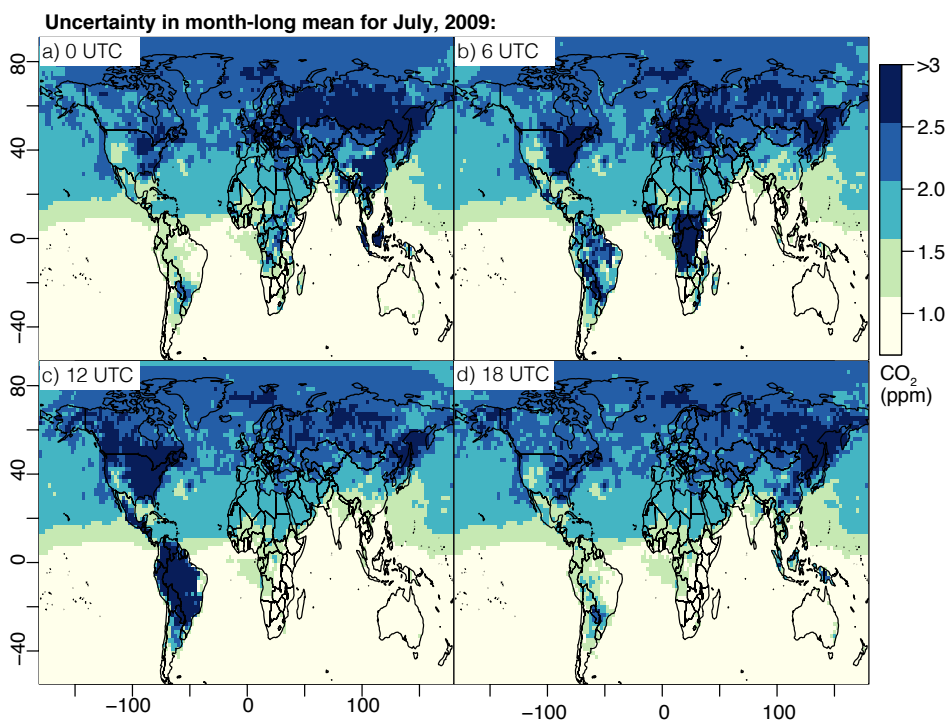 Uncertainty in month-long mean for July, 2009:
a) 0 UTC
b) 6 UTC
80
40
0
−40
>3
2.5
2.0
1.5
1.0
CO2
(ppm)
c) 12 UTC
d) 18 UTC
80
40
0
−40
−100
0
100
−100
0
100